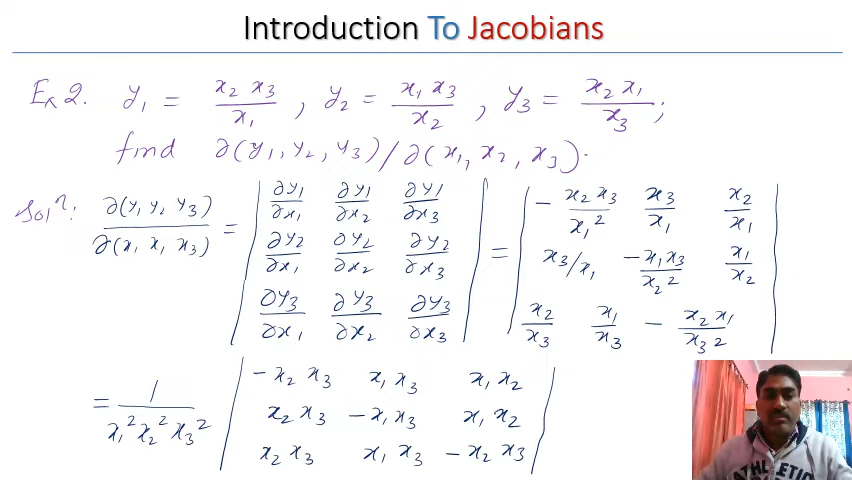 Introduction To Jacobians
Ex 2. y₁ = x₂ x₃ / x₁ , y₂ = x₁ x₃ / x₂ , y₃ = x₂ x₁ / x₃ ;
find ∂(y₁, y₂, y₃)/∂(x₁, x₂, x₃).
Solⁿ: ∂(y₁ y₂ y₃) / ∂(x₁ x₁ x₃) = | ∂y₁/∂x₁ ∂y₁/∂x₂ ∂y₁/∂x₃ | = | - x₂ x₃ / x₁² x₃/x₁ x₂/x₁ |
| ∂y₂/∂x₁ ∂y₂/∂x₂ ∂y₂/∂x₃ | | x₃/x₁ - x₁x₃ / x₂² x₁/x₂ |
| ∂y₃/∂x₁ ∂y₃/∂x₂ ∂y₃/∂x₃ | | x₂/x₃ x₁/x₃ - x₂x₁ / x₃² |
= 1 / x₁² x₂² x₃² | - x₂ x₃ x₁ x₃ x₁ x₂ |
| x₂ x₃ - x₁ x₃ x₁ x₂ |
| x₂ x₃ x₁ x₃ - x₂ x₃ |
ATHLETIC